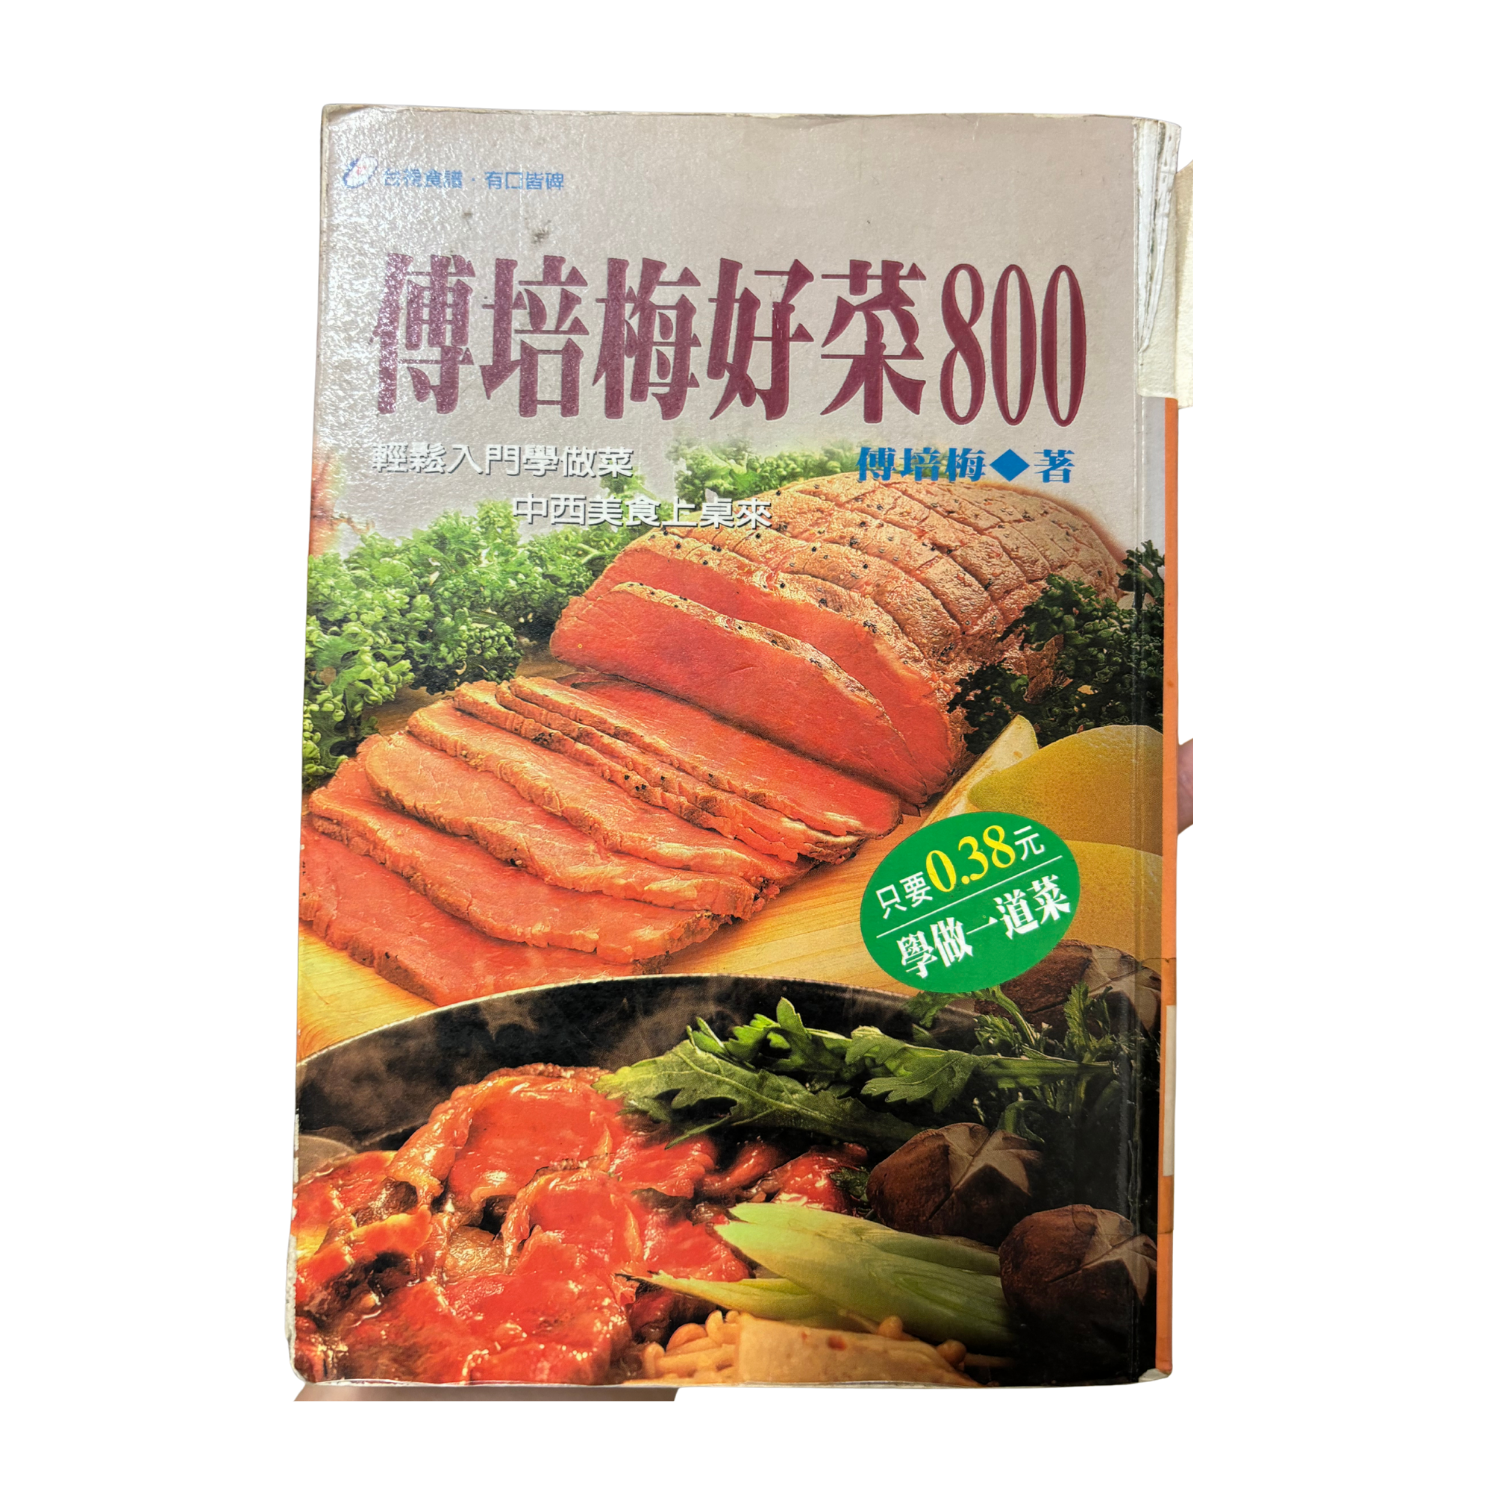 台視食譜·有口皆碑
傅培梅好菜800
輕鬆入門學做菜
中西美食上桌來
傅培梅◆著
只要0.38元
學做一道菜